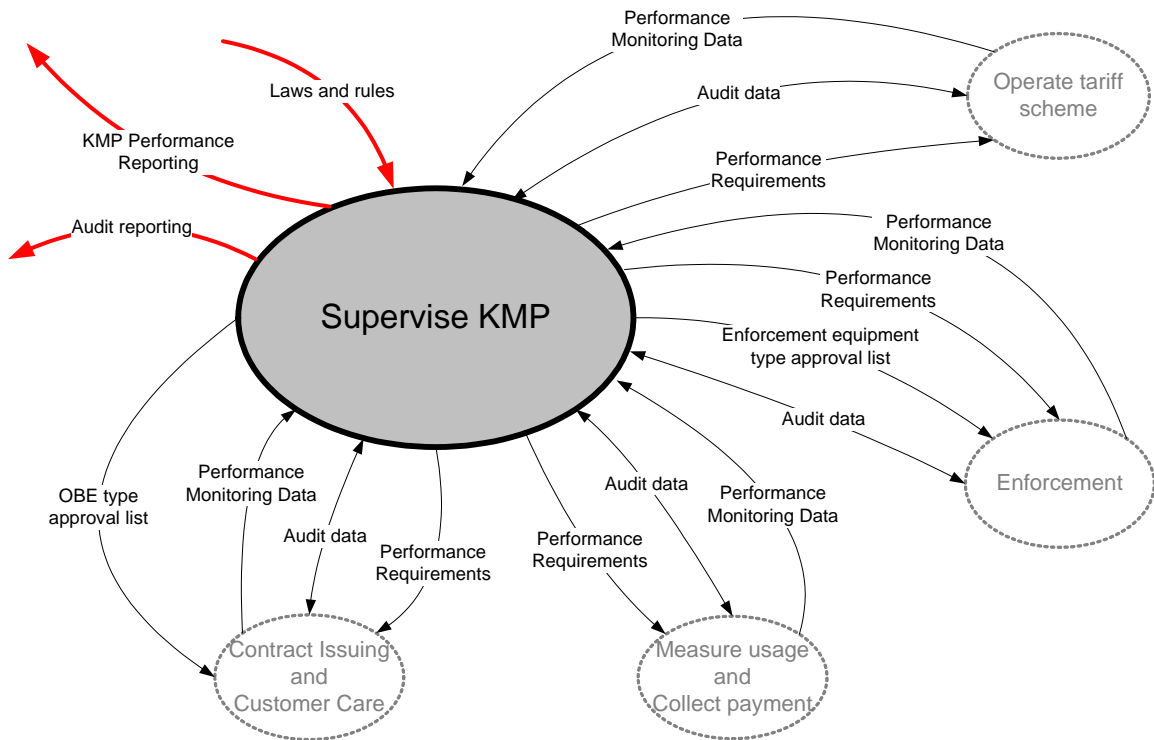 Performance
Monitoring Data
Operate tariff
scheme
Laws and rules
Audit data
KMP Performance
Reporting
Performance
Requirements
Audit reporting
Performance
Monitoring Data
Supervise KMP
Performance
Requirements
Enforcement equipment
type approval list
Audit data
Enforcement
OBE type
approval list
Performance
Monitoring Data
Audit data
Performance
Requirements
Performance
Requirements
Audit data
Performance
Monitoring Data
Contract Issuing
and
Customer Care
Measure usage
and
Collect payment